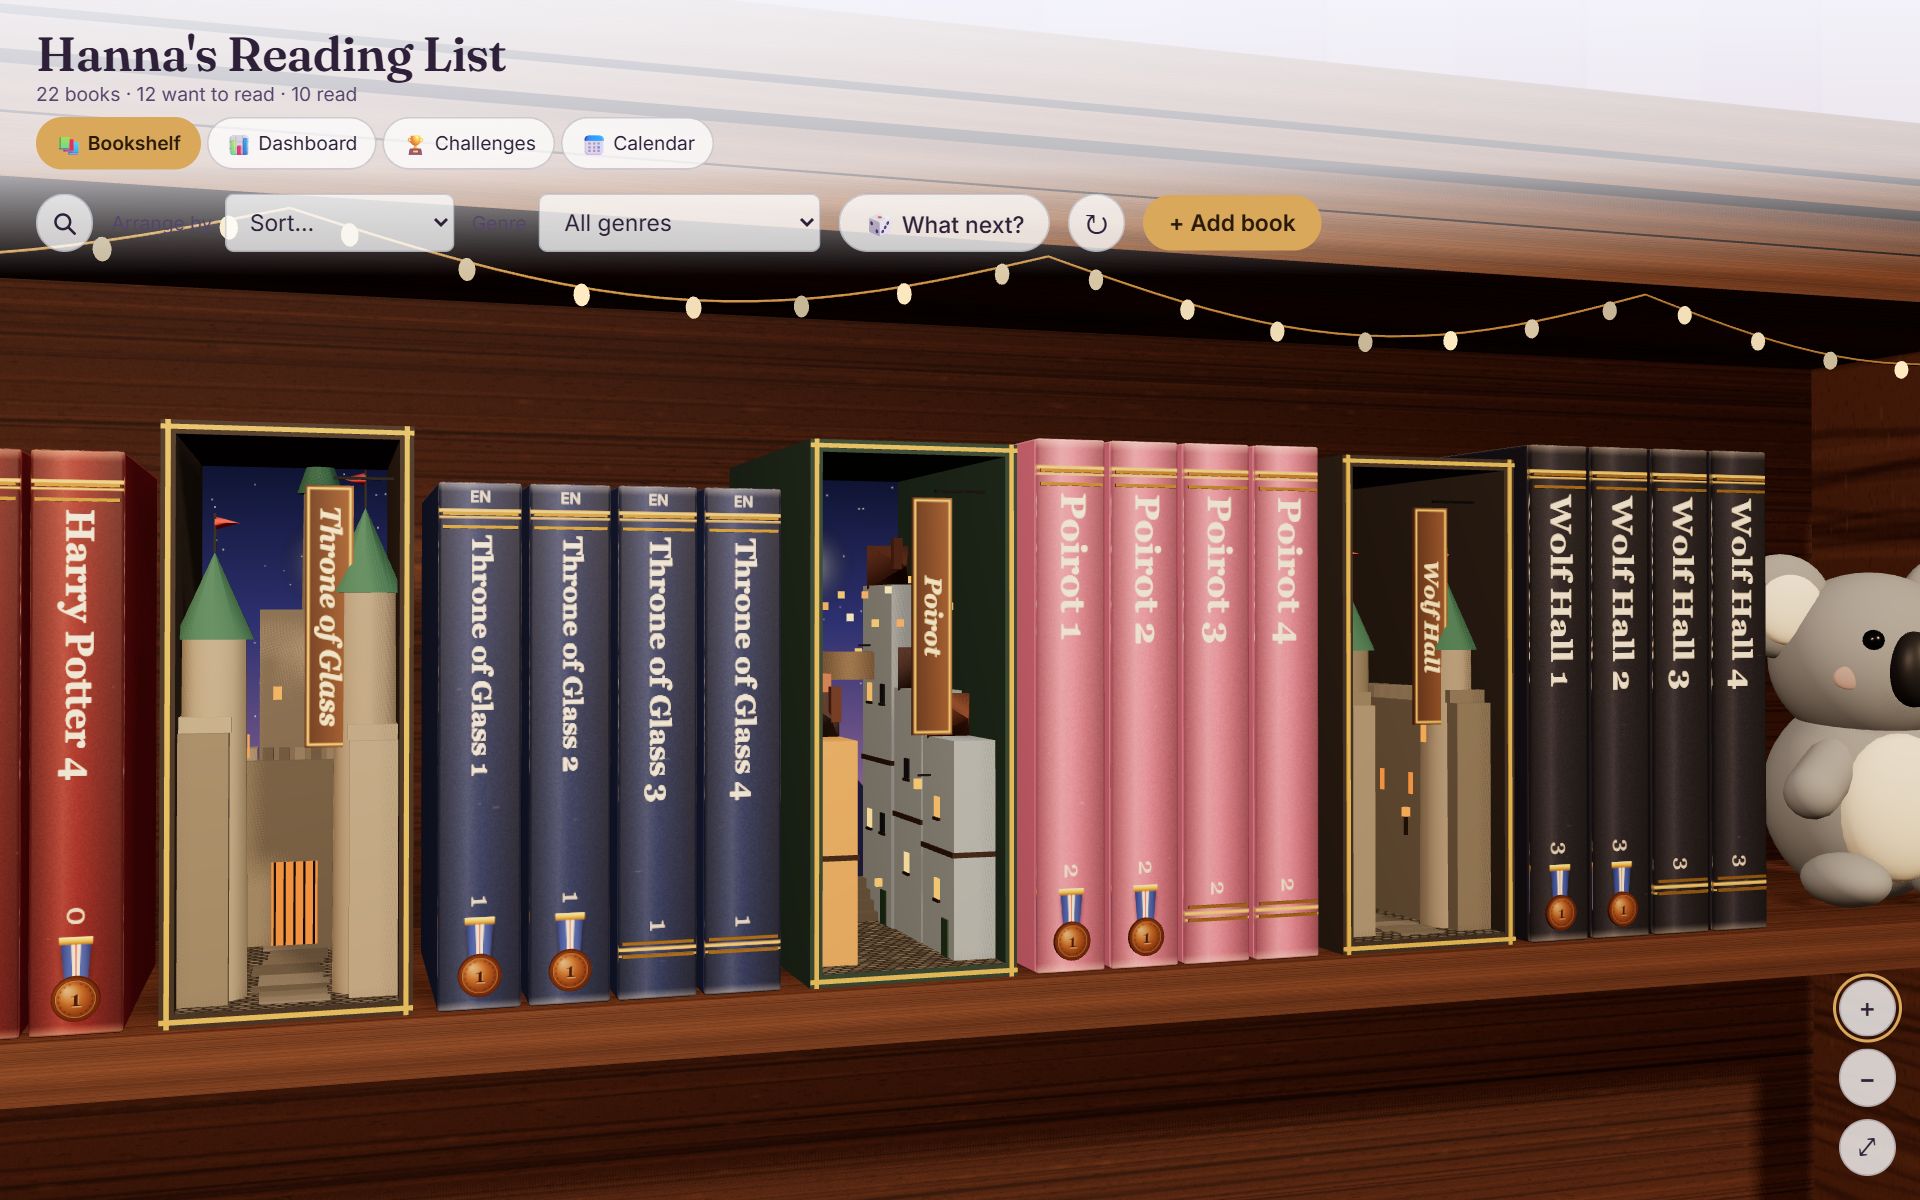 Hanna's Reading List
22 books · 12 want to read · 10 read
Bookshelf
Dashboard
Challenges
Calendar
Arrange by
Sort...
Genre
All genres
What next?
+ Add book
Harry Potter 4
0
1
Throne of Glass
EN
Throne of Glass 1
1
1
EN
Throne of Glass 2
1
1
EN
Throne of Glass 3
1
EN
Throne of Glass 4
1
Poirot
Poirot 1
2
1
Poirot 2
2
1
Poirot 3
2
Poirot 4
2
Wolf Hall
Wolf Hall 1
3
1
Wolf Hall 2
3
1
Wolf Hall 3
3
Wolf Hall 4
3
+
−